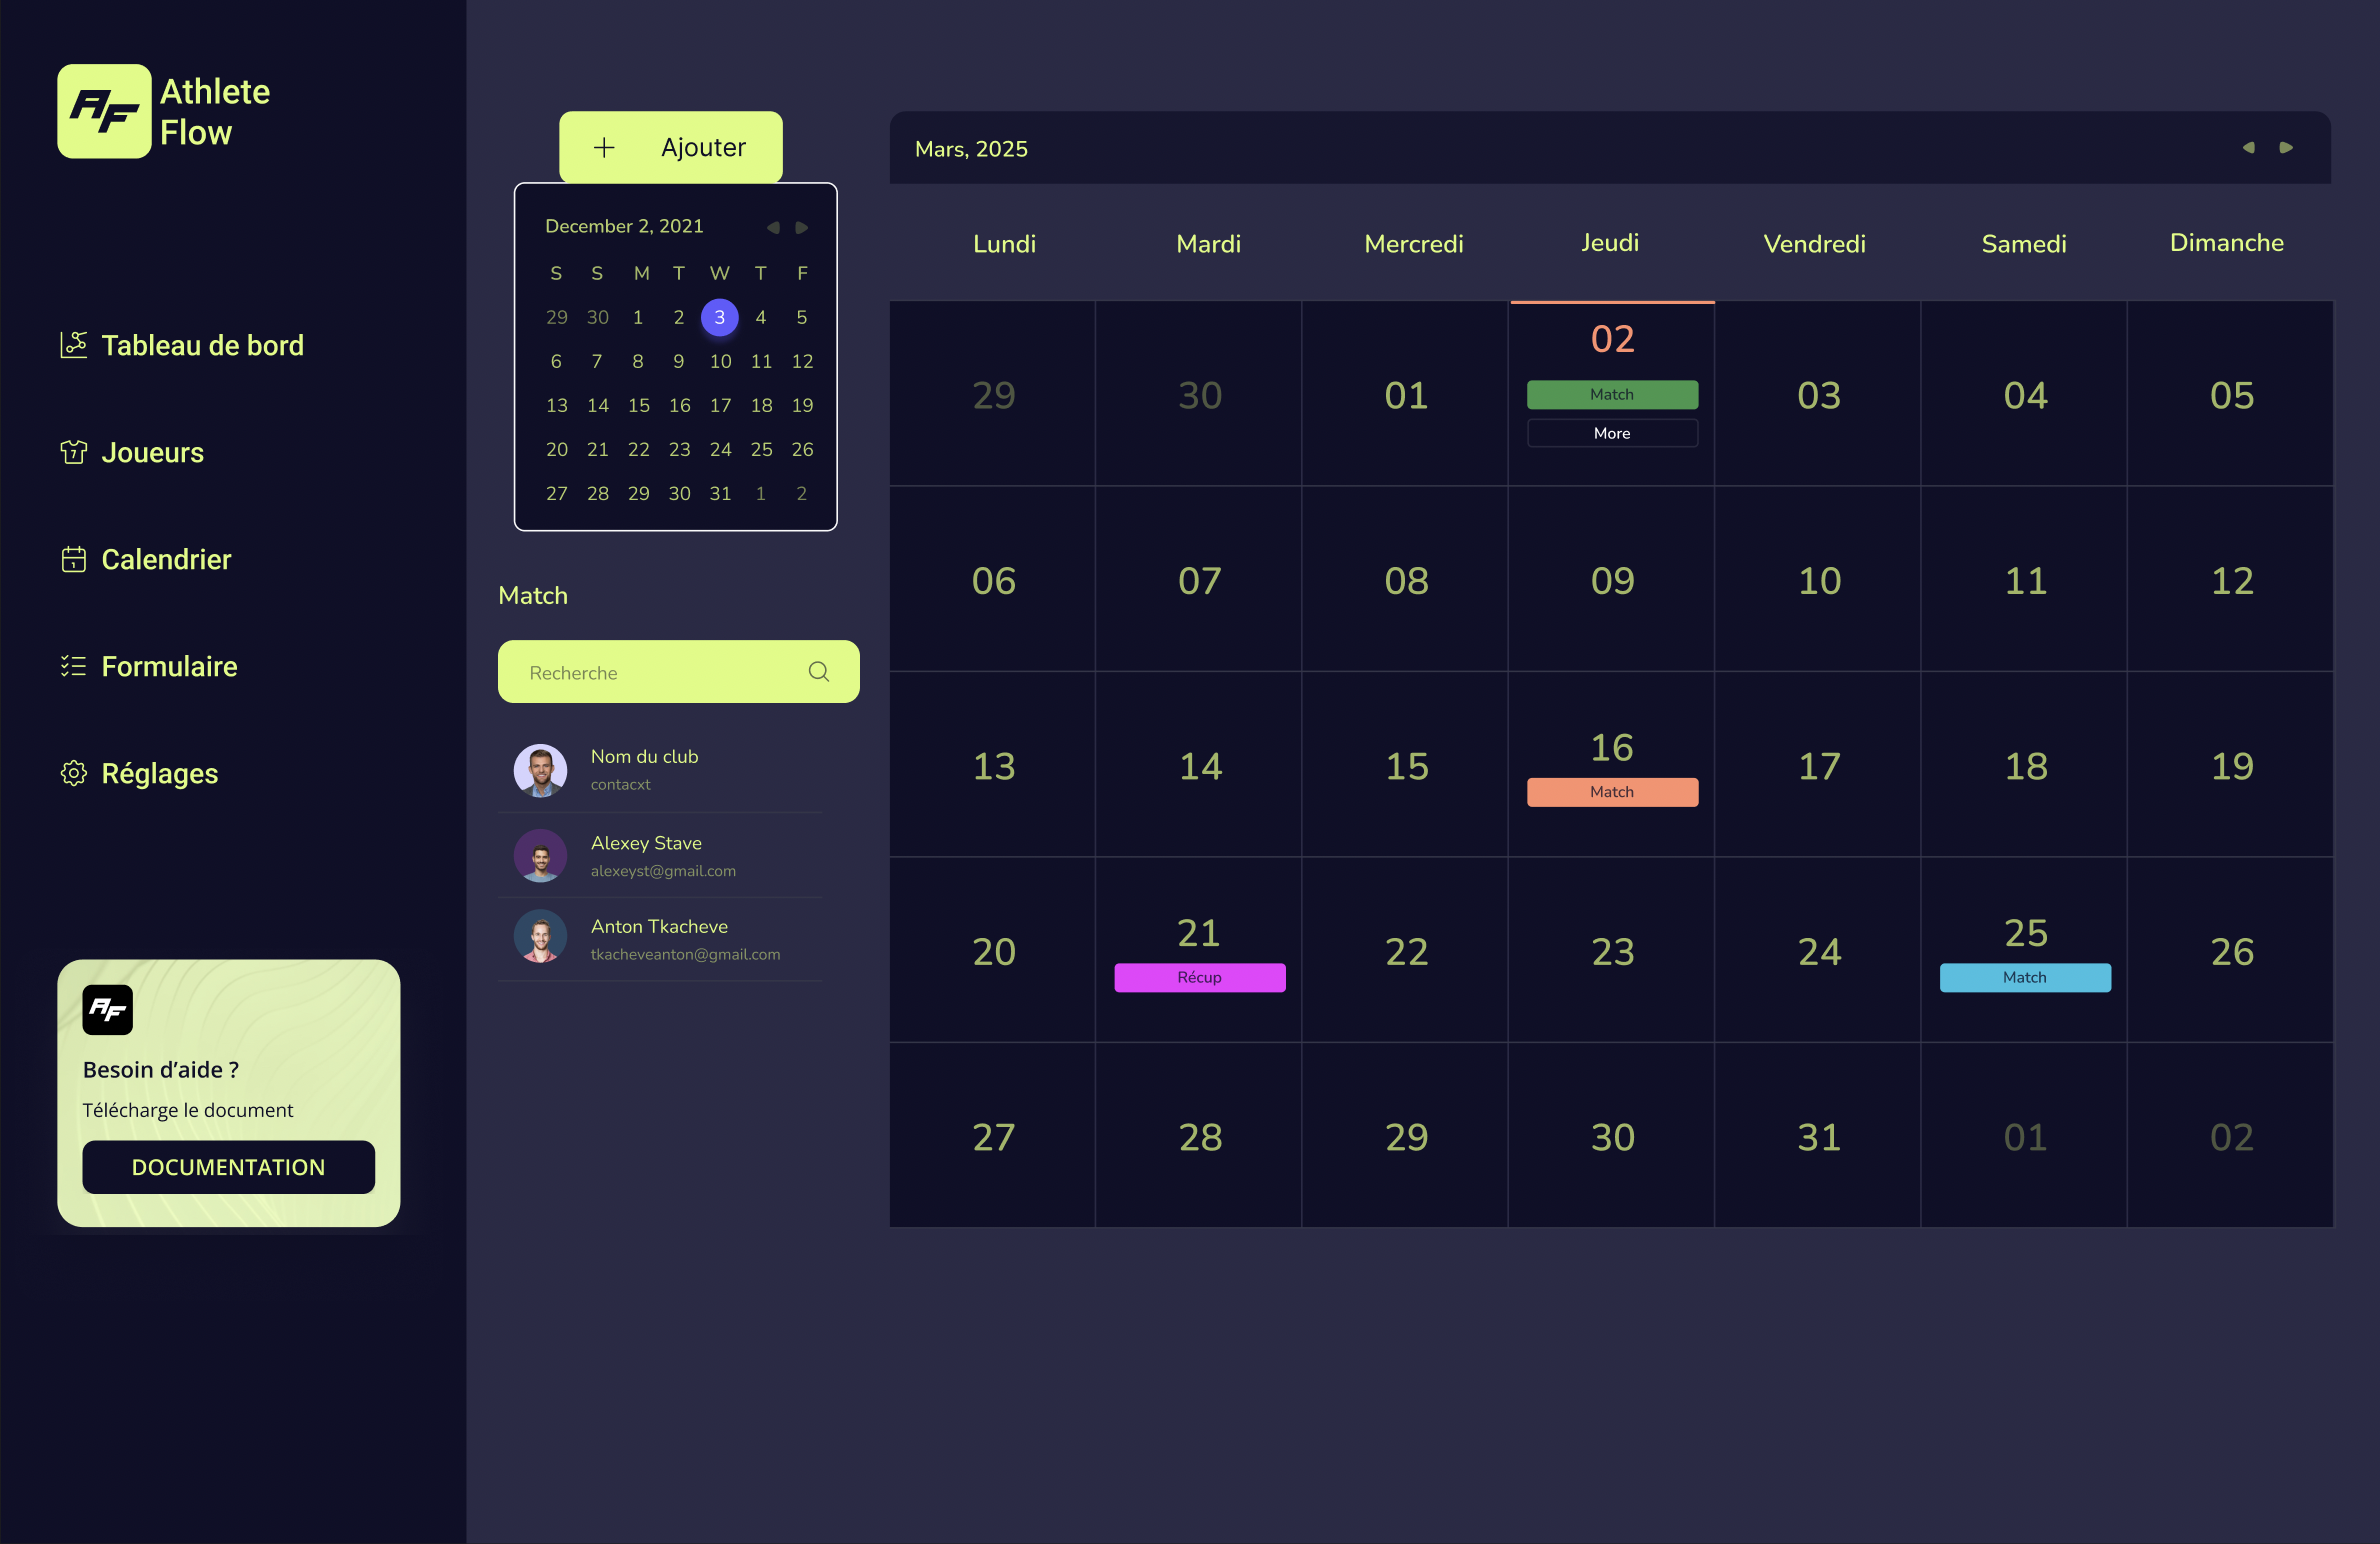 AF
Athlete
Flow
Tableau de bord
7
Joueurs
1
Calendrier
Formulaire
Réglages
AF
Besoin d’aide ?
Télécharge le document
DOCUMENTATION
Ajouter
December 2, 2021
S S M T W T F
29 30 1 2 3 4 5
6 7 8 9 10 11 12
13 14 15 16 17 18 19
20 21 22 23 24 25 26
27 28 29 30 31 1 2
Match
Recherche
Nom du club
contacxt
Alexey Stave
alexeyst@gmail.com
Anton Tkacheve
tkacheveanton@gmail.com
Mars, 2025
Lundi Mardi Mercredi Jeudi Vendredi Samedi Dimanche
29 30 01 02 03 04 05
Match
More
06 07 08 09 10 11 12
13 14 15 16 17 18 19
Match
20 21 22 23 24 25 26
Récup Match
27 28 29 30 31 01 02